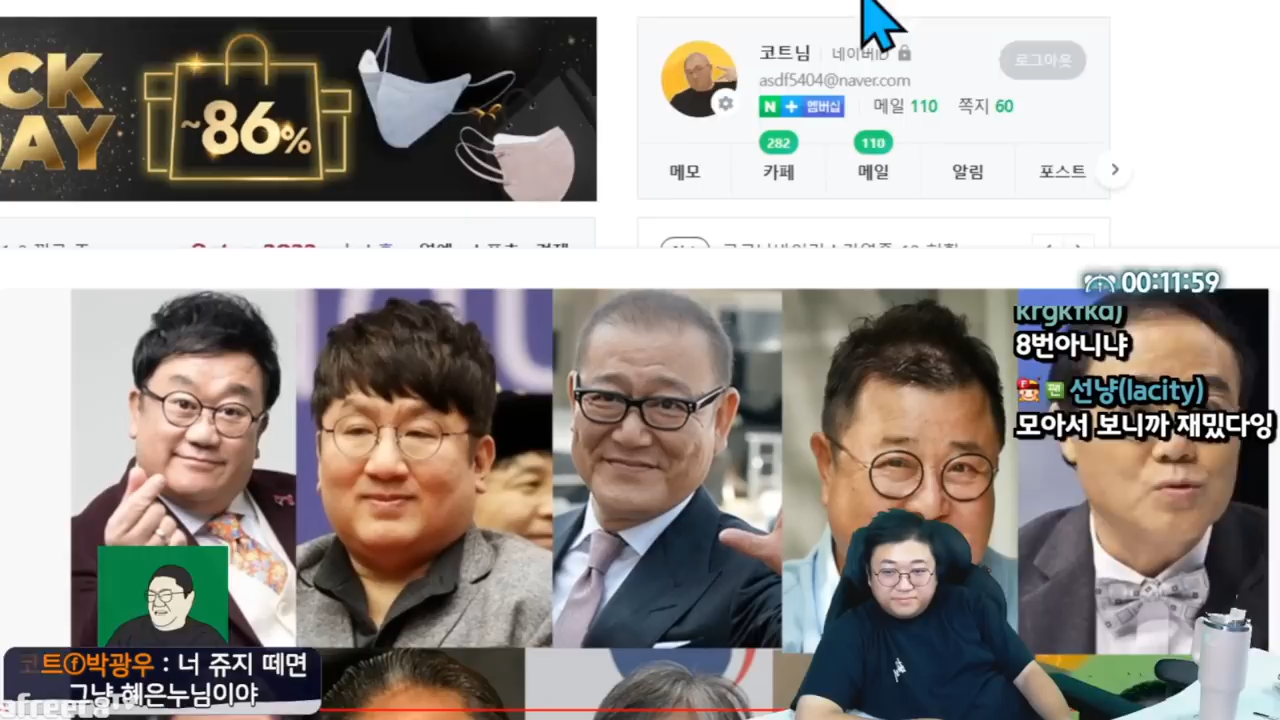 CK
DAY
~86%
코트님
네이버ID
로그아웃
asdf5404@naver.com
N + 멤버십
메일 110
쪽지 60
282
110
메모
카페
메일
알림
포스트
00:11:59
krgkfkd)
8번아니냐
팬 선냥(lacity)
모아서 보니까 재밌다잉
코트ⓕ박광우 : 너 쥬지 떼면
그냥 혜은누님이야
afreecaTV